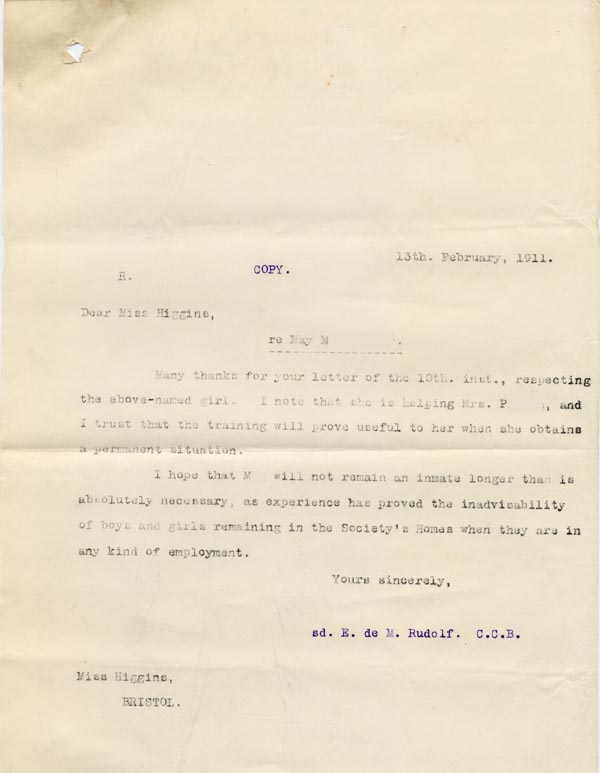 13th. February, 1911.
COPY.
R.
Dear Miss Higgins,
re May M .
Many thanks for your letter of the 10th. inst., respecting
the above-named girl. I note that she is helping Mrs. P , and
I trust that the training will prove useful to her when she obtains
a permanent situation.
I hope that M will not remain an inmate longer than is
absolutely necessary, as experience has proved the inadvisability
of boys and girls remaining in the Society's Homes when they are in
any kind of employment.
Yours sincerely,
sd. E. de M. Rudolf. C.C.B.
Miss Higgins,
BRISTOL.